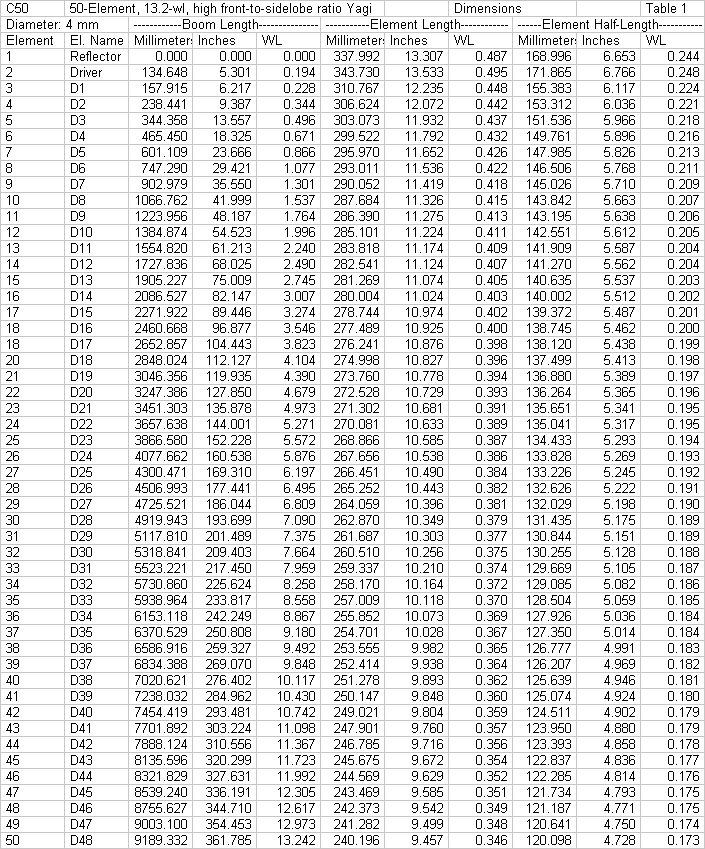 C50 50-Element, 13.2-wl, high front-to-sidelobe ratio Yagi Dimensions Table 1
Diameter: 4 mm ------------Boom Length--------------- ---------------Element Length----------- ------Element Half-Length-----------
Element El. Name Millimeters Inches WL Millimeters Inches WL Millimeters Inches WL
1 Reflector 0.000 0.000 0.000 337.992 13.307 0.487 168.996 6.653 0.244
2 Driver 134.648 5.301 0.194 343.730 13.533 0.495 171.865 6.766 0.248
3 D1 157.915 6.217 0.228 310.767 12.235 0.448 155.383 6.117 0.224
4 D2 238.441 9.387 0.344 306.624 12.072 0.442 153.312 6.036 0.221
5 D3 344.358 13.557 0.496 303.073 11.932 0.437 151.536 5.966 0.218
6 D4 465.450 18.325 0.671 299.522 11.792 0.432 149.761 5.896 0.216
7 D5 601.109 23.666 0.866 295.970 11.652 0.426 147.985 5.826 0.213
8 D6 747.290 29.421 1.077 293.011 11.536 0.422 146.506 5.768 0.211
9 D7 902.979 35.550 1.301 290.052 11.419 0.418 145.026 5.710 0.209
10 D8 1066.762 41.999 1.537 287.684 11.326 0.415 143.842 5.663 0.207
11 D9 1223.956 48.187 1.764 286.390 11.275 0.413 143.195 5.638 0.206
12 D10 1384.874 54.523 1.996 285.101 11.224 0.411 142.551 5.612 0.205
13 D11 1554.820 61.213 2.240 283.818 11.174 0.409 141.909 5.587 0.204
14 D12 1727.836 68.025 2.490 282.541 11.124 0.407 141.270 5.562 0.204
15 D13 1905.227 75.009 2.745 281.269 11.074 0.405 140.635 5.537 0.203
16 D14 2086.527 82.147 3.007 280.004 11.024 0.403 140.002 5.512 0.202
17 D15 2271.922 89.446 3.274 278.744 10.974 0.402 139.372 5.487 0.201
18 D16 2460.668 96.877 3.546 277.489 10.925 0.400 138.745 5.462 0.200
18 D17 2652.857 104.443 3.823 276.241 10.876 0.398 138.120 5.438 0.199
20 D18 2848.024 112.127 4.104 274.998 10.827 0.396 137.499 5.413 0.198
21 D19 3046.356 119.935 4.390 273.760 10.778 0.394 136.880 5.389 0.197
22 D20 3247.386 127.850 4.679 272.528 10.729 0.393 136.264 5.365 0.196
23 D21 3451.303 135.878 4.973 271.302 10.681 0.391 135.651 5.341 0.195
24 D22 3657.638 144.001 5.271 270.081 10.633 0.389 135.041 5.317 0.195
25 D23 3866.580 152.228 5.572 268.866 10.585 0.387 134.433 5.293 0.194
26 D24 4077.662 160.538 5.876 267.656 10.538 0.386 133.828 5.269 0.193
27 D25 4300.471 169.310 6.197 266.451 10.490 0.384 133.226 5.245 0.192
28 D26 4506.993 177.441 6.495 265.252 10.443 0.382 132.626 5.222 0.191
29 D27 4725.521 186.044 6.809 264.059 10.396 0.381 132.029 5.198 0.190
30 D28 4919.943 193.699 7.090 262.870 10.349 0.379 131.435 5.175 0.189
31 D29 5117.810 201.489 7.375 261.687 10.303 0.377 130.844 5.151 0.189
32 D30 5318.841 209.403 7.664 260.510 10.256 0.375 130.255 5.128 0.188
33 D31 5523.221 217.450 7.959 259.337 10.210 0.374 129.669 5.105 0.187
34 D32 5730.860 225.624 8.258 258.170 10.164 0.372 129.085 5.082 0.186
35 D33 5938.964 233.817 8.558 257.009 10.118 0.370 128.504 5.059 0.185
36 D34 6153.118 242.249 8.867 255.852 10.073 0.369 127.926 5.036 0.184
37 D35 6370.529 250.808 9.180 254.701 10.028 0.367 127.350 5.014 0.184
38 D36 6586.916 259.327 9.492 253.555 9.982 0.365 126.777 4.991 0.183
39 D37 6834.388 269.070 9.848 252.414 9.938 0.364 126.207 4.969 0.182
40 D38 7020.621 276.402 10.117 251.278 9.893 0.362 125.639 4.946 0.181
41 D39 7238.032 284.962 10.430 250.147 9.848 0.360 125.074 4.924 0.180
42 D40 7454.419 293.481 10.742 249.021 9.804 0.359 124.511 4.902 0.179
43 D41 7701.892 303.224 11.098 247.901 9.760 0.357 123.950 4.880 0.179
44 D42 7888.124 310.556 11.367 246.785 9.716 0.356 123.393 4.858 0.178
45 D43 8135.596 320.299 11.723 245.675 9.672 0.354 122.837 4.836 0.177
46 D44 8321.829 327.631 11.992 244.569 9.629 0.352 122.285 4.814 0.176
47 D45 8539.240 336.191 12.305 243.469 9.585 0.351 121.734 4.793 0.175
48 D46 8755.627 344.710 12.617 242.373 9.542 0.349 121.187 4.771 0.175
49 D47 9003.100 354.453 12.973 241.282 9.499 0.348 120.641 4.750 0.174
50 D48 9189.332 361.785 13.242 240.196 9.457 0.346 120.098 4.728 0.173